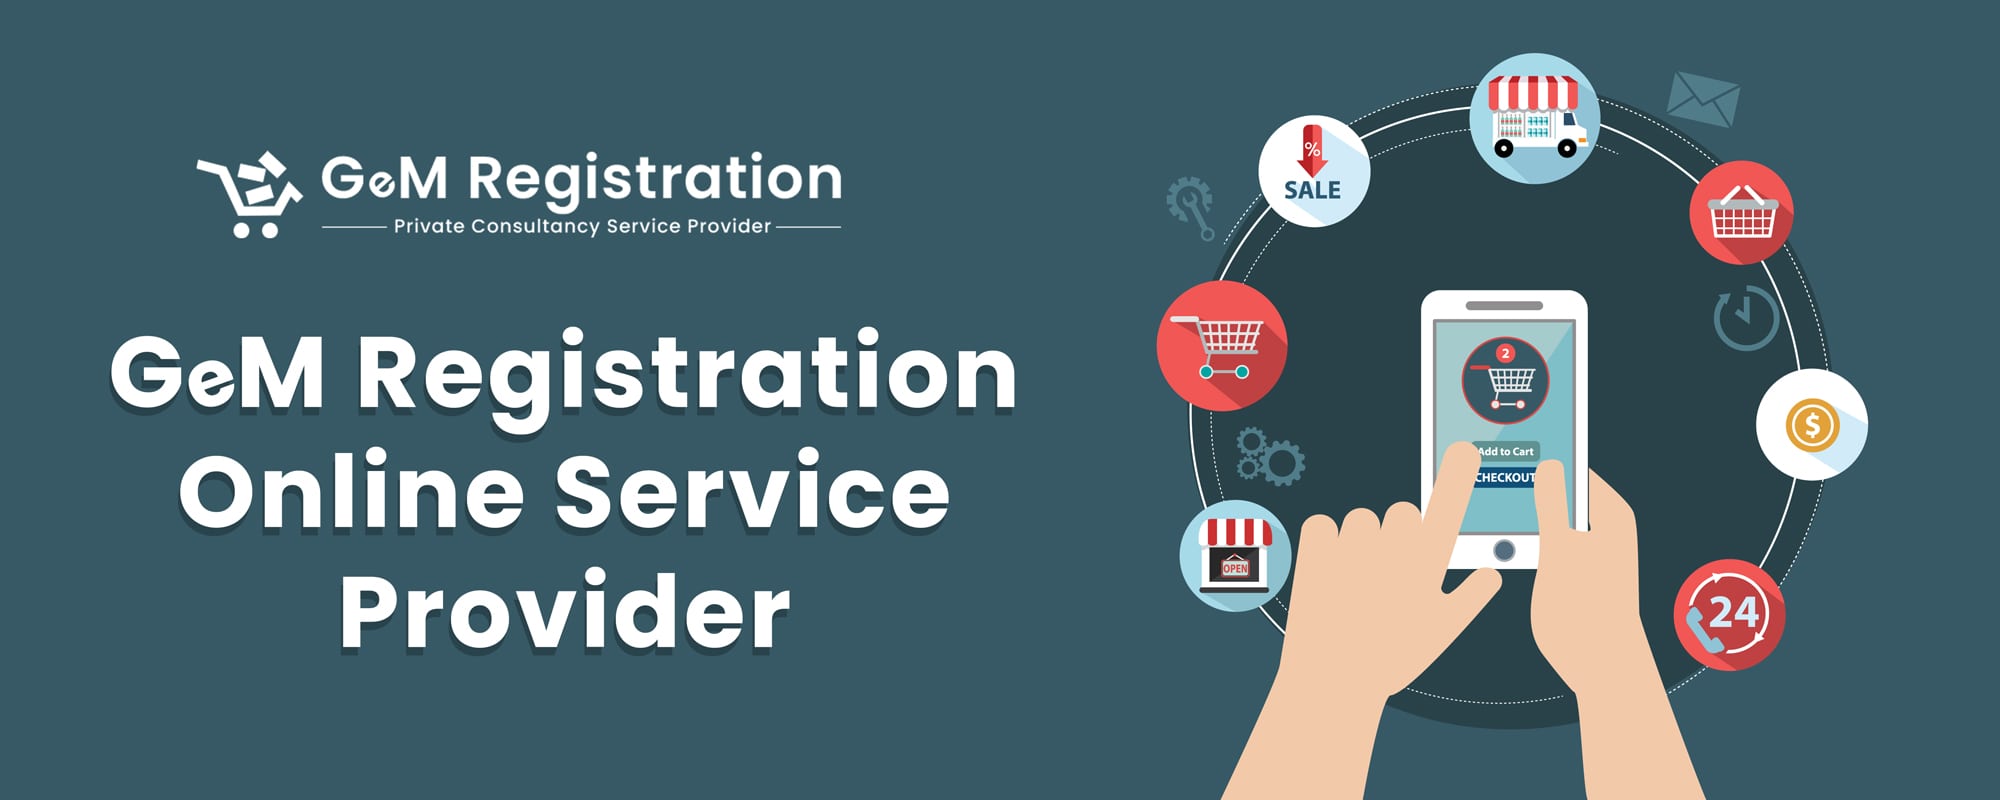 GeM Registration
Private Consultancy Service Provider
GeM Registration
Online Service
Provider
%
SALE
2
Add to Cart
CHECKOUT
$
OPEN
24